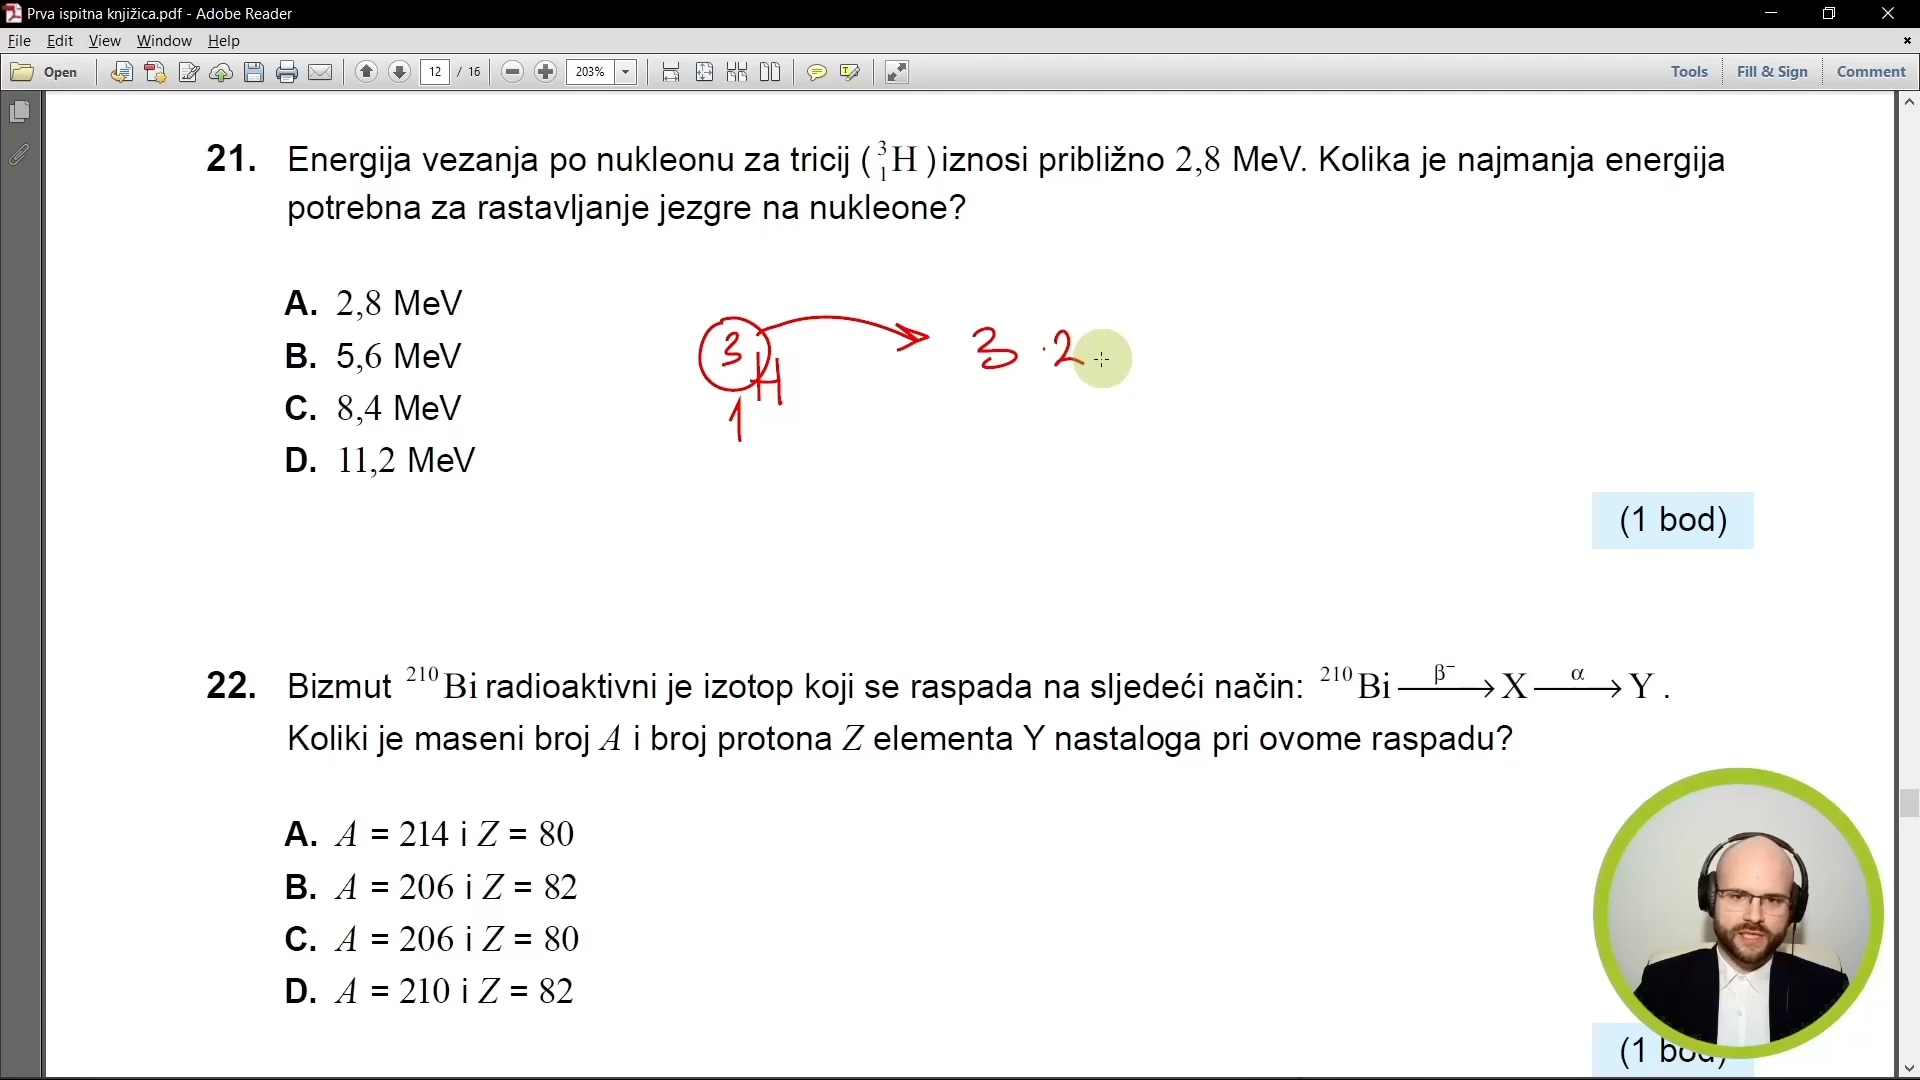 Prva ispitna knjižica.pdf - Adobe Reader
File Edit View Window Help
Open 12 / 16 203% Tools Fill & Sign Comment
21. Energija vezanja po nukleonu za tricij (³₁H) iznosi približno 2,8 MeV. Kolika je najmanja energija
potrebna za rastavljanje jezgre na nukleone?
A. 2,8 MeV
B. 5,6 MeV
C. 8,4 MeV
D. 11,2 MeV
3 H 1 → 3 · 2
(1 bod)
22. Bizmut ²¹⁰Bi radioaktivni je izotop koji se raspada na sljedeći način: ²¹⁰Bi β⁻→ X α→ Y .
Koliki je maseni broj A i broj protona Z elementa Y nastaloga pri ovome raspadu?
A. A = 214 i Z = 80
B. A = 206 i Z = 82
C. A = 206 i Z = 80
D. A = 210 i Z = 82
(1 bod)